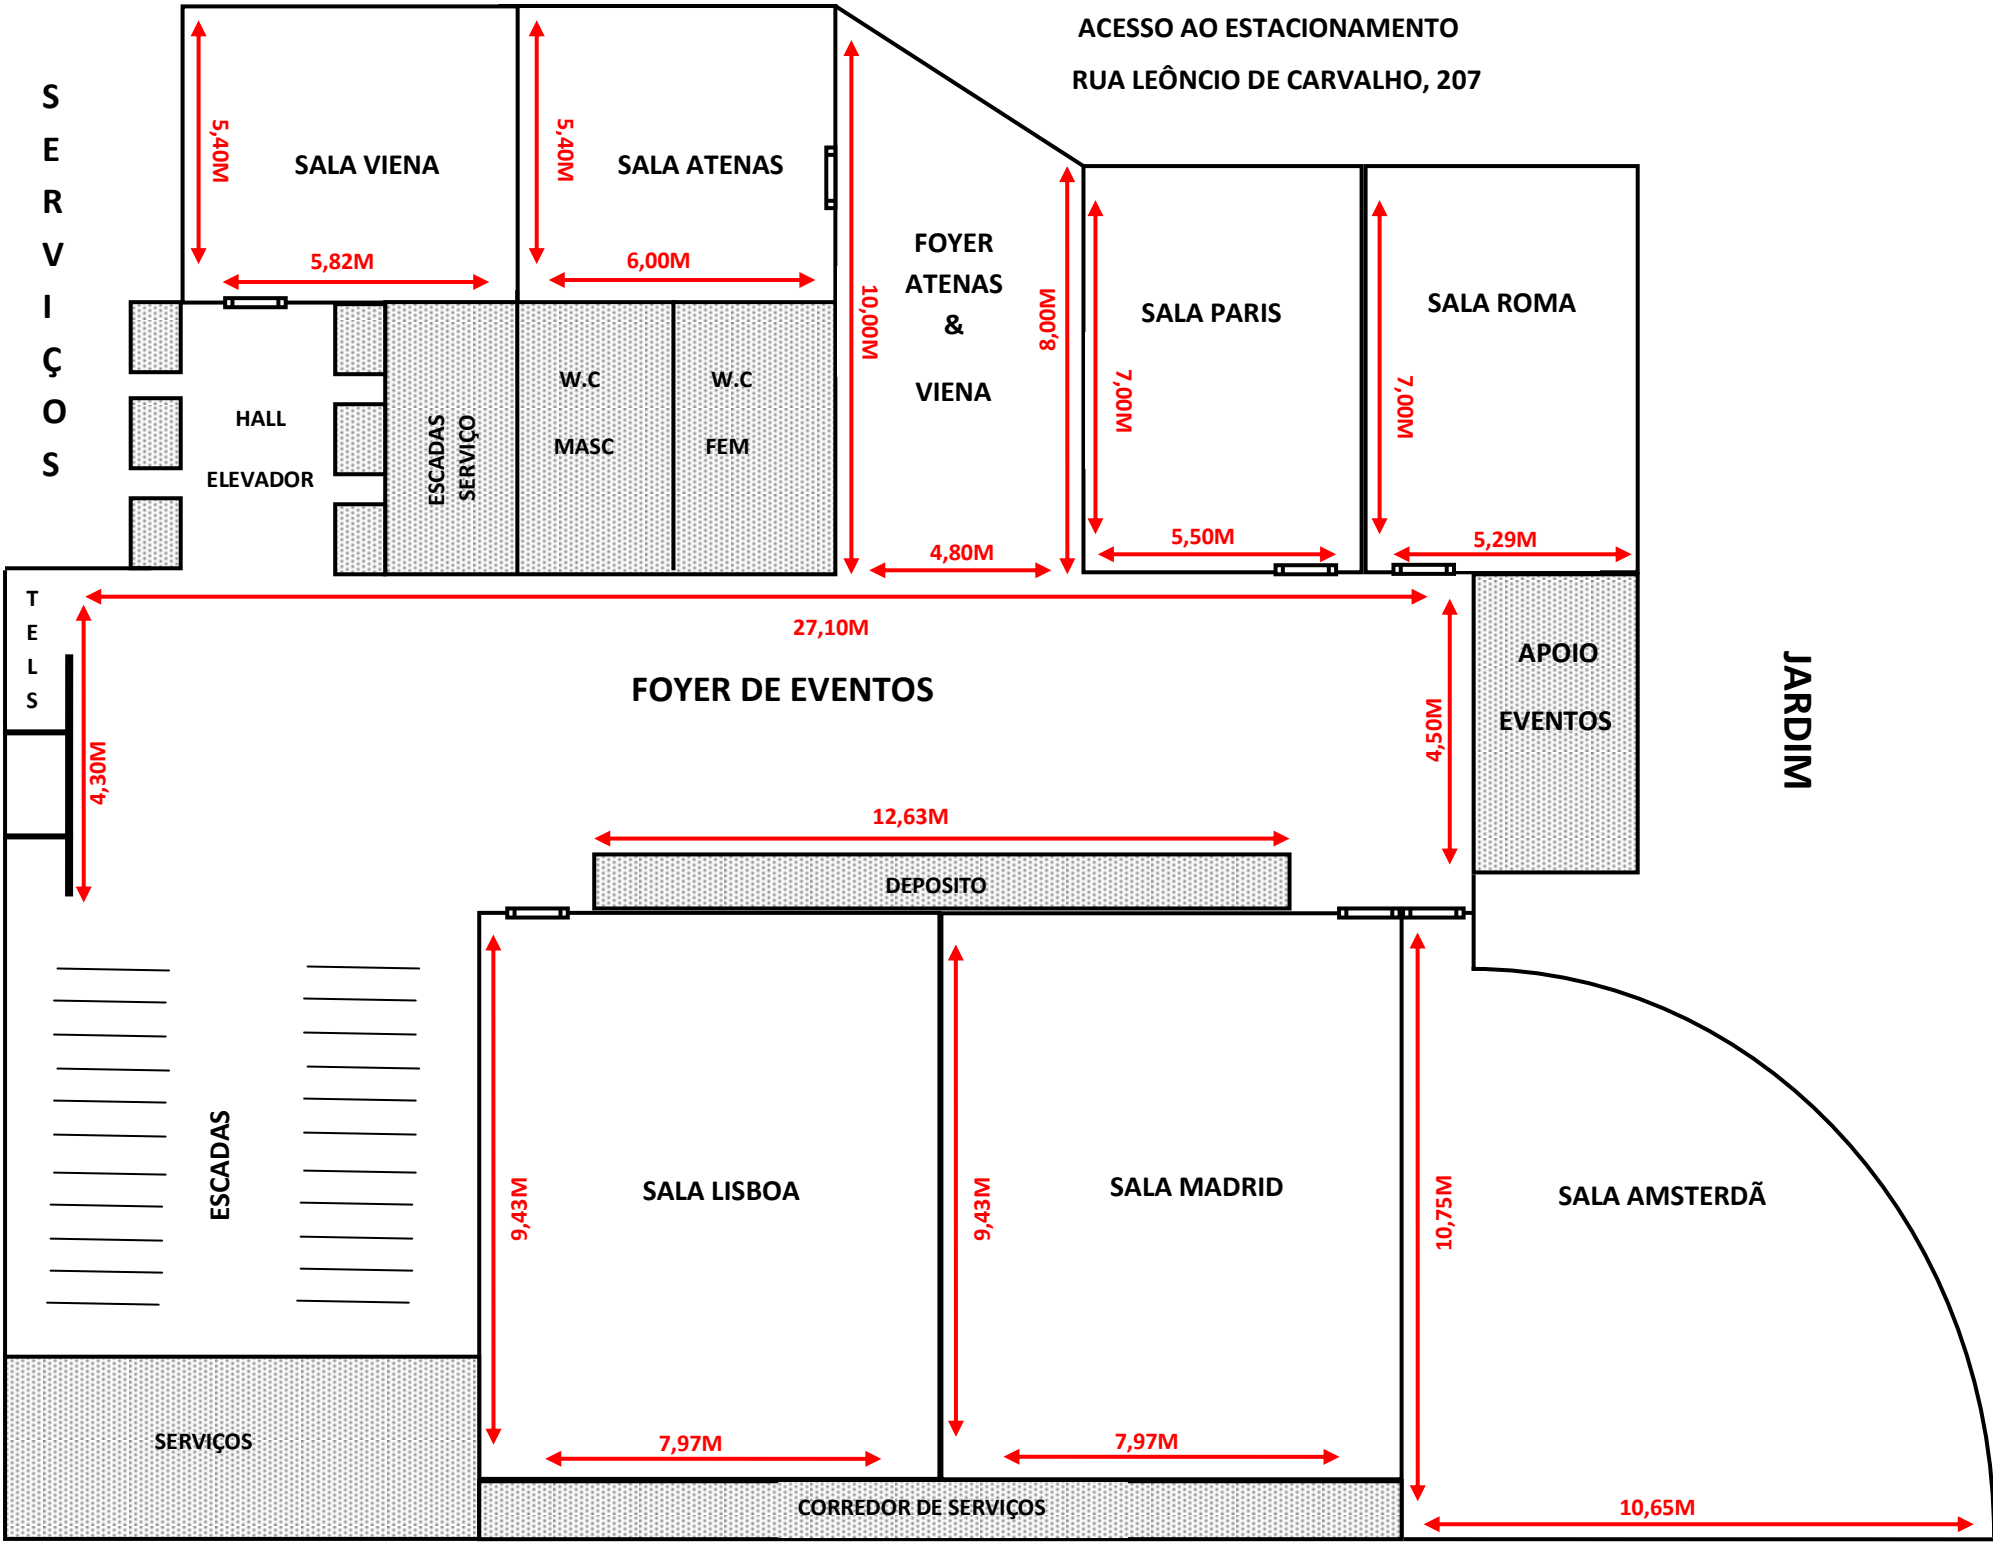 ACESSO AO ESTACIONAMENTO
RUA LEÔNCIO DE CARVALHO, 207
SERVIÇOS
5,40M
SALA VIENA
5,82M
5,40M
SALA ATENAS
6,00M
10,00M
FOYER
ATENAS
&
VIENA
8,00M
4,80M
SALA PARIS
7,00M
5,50M
SALA ROMA
7,00M
5,29M
HALL
ELEVADOR
ESCADAS
SERVIÇO
W.C
MASC
W.C
FEM
TELS
27,10M
4,30M
FOYER DE EVENTOS
4,50M
APOIO
EVENTOS
JARDIM
12,63M
DEPOSITO
ESCADAS
9,43M
SALA LISBOA
7,97M
9,43M
SALA MADRID
7,97M
10,75M
SALA AMSTERDÃ
10,65M
SERVIÇOS
CORREDOR DE SERVIÇOS